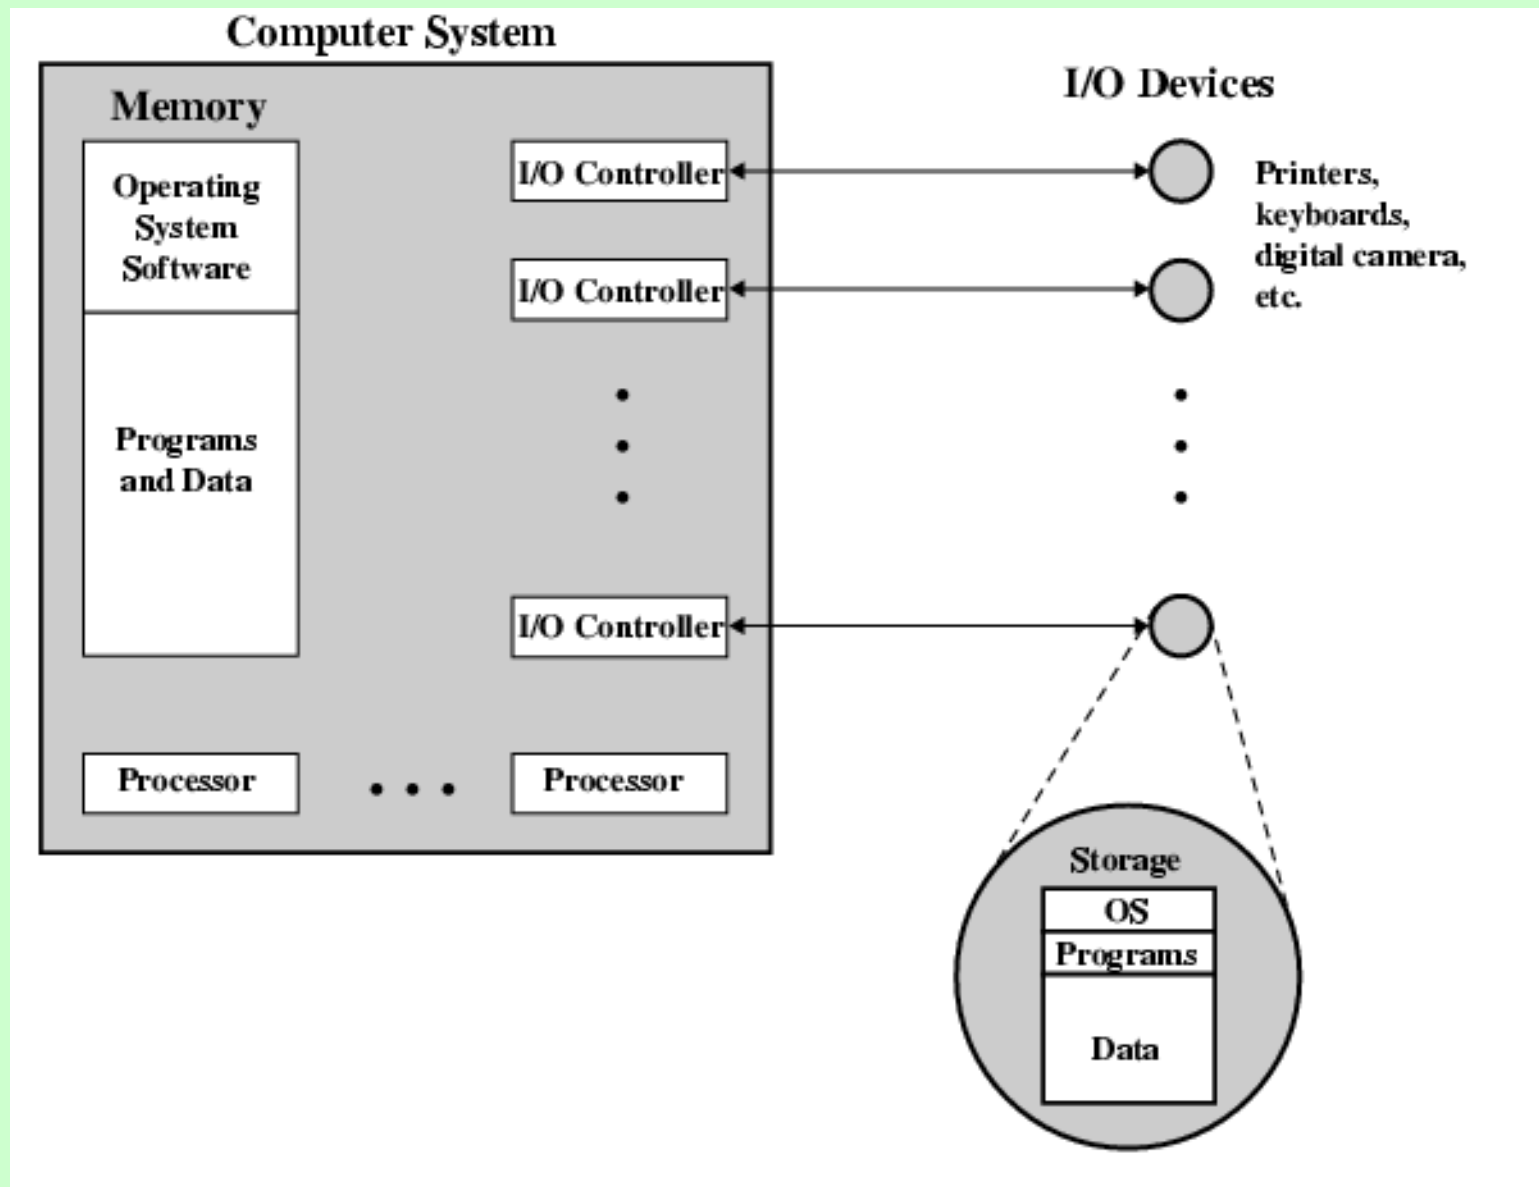 Computer System
Memory
Operating
System
Software
Programs
and Data
I/O Controller
I/O Controller
I/O Controller
Processor
Processor
I/O Devices
Printers,
keyboards,
digital camera,
etc.
Storage
OS
Programs
Data